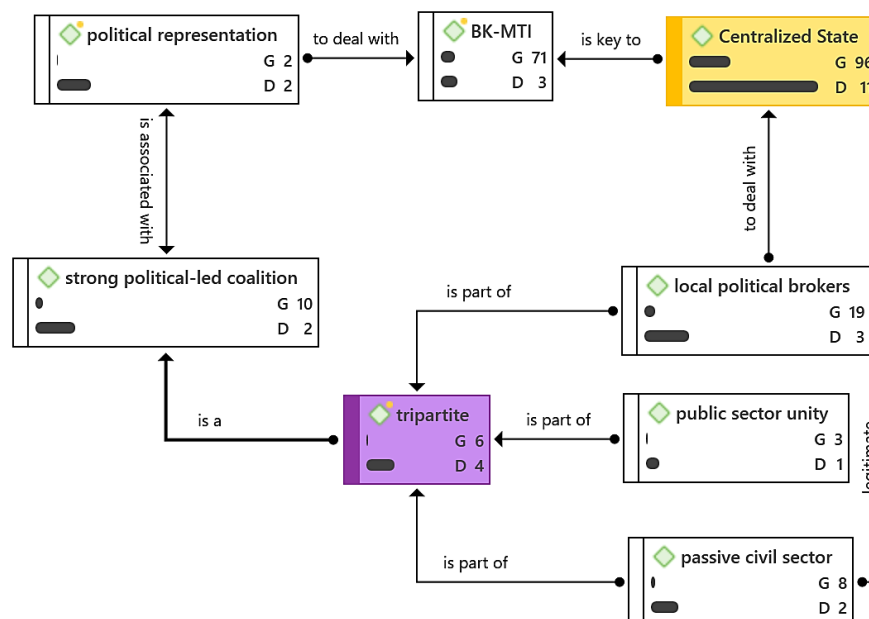 political representation
G 2
D 2
to deal with
BK-MTI
G 71
D 3
is key to
Centralized State
G 96
is associated with
to deal with
strong political-led coalition
G 10
D 2
is part of
local political brokers
G 19
D 3
is a
tripartite
G 6
D 4
is part of
public sector unity
G 3
D 1
legitimate
is part of
passive civil sector
G 8
D 2